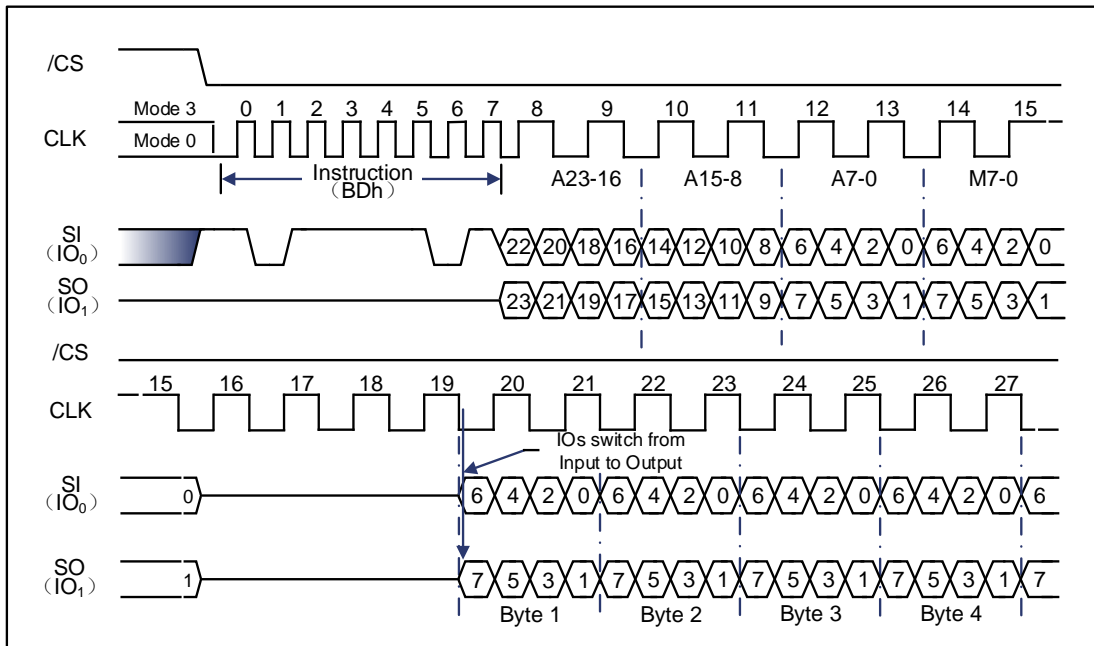 /CS
Mode 3 0 1 2 3 4 5 6 7 8 9 10 11 12 13 14 15
CLK Mode 0
Instruction
（BDh） A23-16 A15-8 A7-0 M7-0
SI
（IO0） 22 20 18 16 14 12 10 8 6 4 2 0 6 4 2 0
SO
（IO1） 23 21 19 17 15 13 11 9 7 5 3 1 7 5 3 1
/CS
15 16 17 18 19 20 21 22 23 24 25 26 27
CLK
IOs switch from
Input to Output
SI
（IO0） 0 6 4 2 0 6 4 2 0 6 4 2 0 6 4 2 0 6
SO
（IO1） 1 7 5 3 1 7 5 3 1 7 5 3 1 7 5 3 1 7
Byte 1 Byte 2 Byte 3 Byte 4